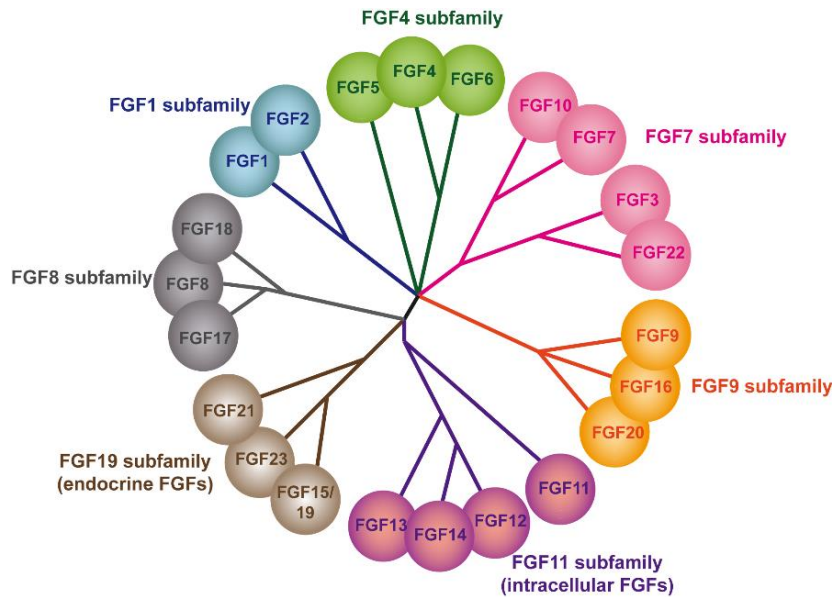 FGF4 subfamily
FGF5
FGF4
FGF6
FGF1 subfamily
FGF2
FGF1
FGF10
FGF7
FGF7 subfamily
FGF3
FGF22
FGF18
FGF8 subfamily
FGF8
FGF17
FGF9
FGF16
FGF9 subfamily
FGF20
FGF21
FGF23
FGF15/
19
FGF19 subfamily
(endocrine FGFs)
FGF11
FGF13
FGF14
FGF12
FGF11 subfamily
(intracellular FGFs)